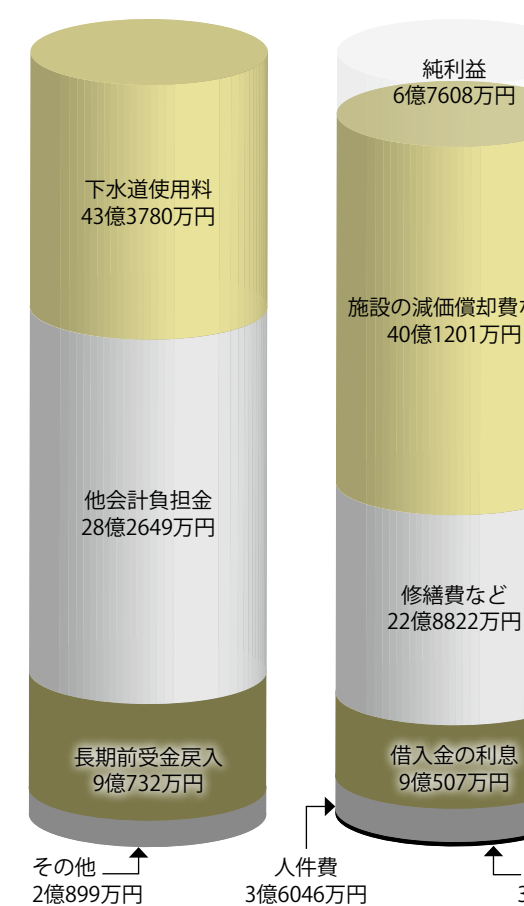 下水道使用料
43億3780万円
他会計負担金
28億2649万円
長期前受金戻入
9億732万円
その他
2億899万円
純利益
6億7608万円
施設の減価償却費
40億1201万円
修繕費など
22億8822万円
借入金の利息
9億507万円
人件費
3億6046万円
3